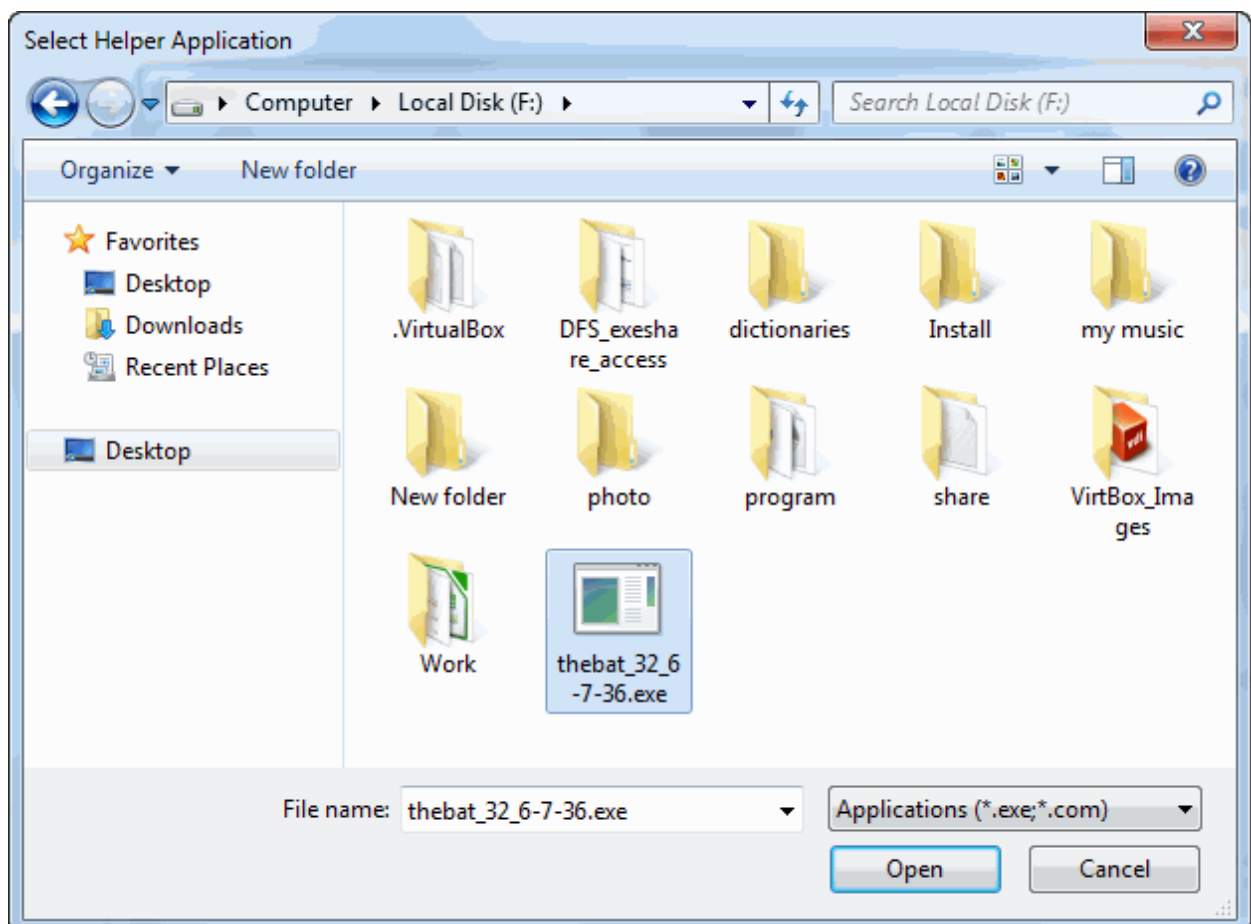 Select Helper Application
Computer Local Disk (F:) Search Local Disk (F:)
Organize New folder
Favorites
Desktop
Downloads
Recent Places
Desktop
.VirtualBox DFS_exesha dictionaries Install my music
re_access
New folder photo program share VirtBox_Ima
ges
Work thebat_32_6
-7-36.exe
File name: thebat_32_6-7-36.exe Applications (*.exe;*.com)
Open Cancel